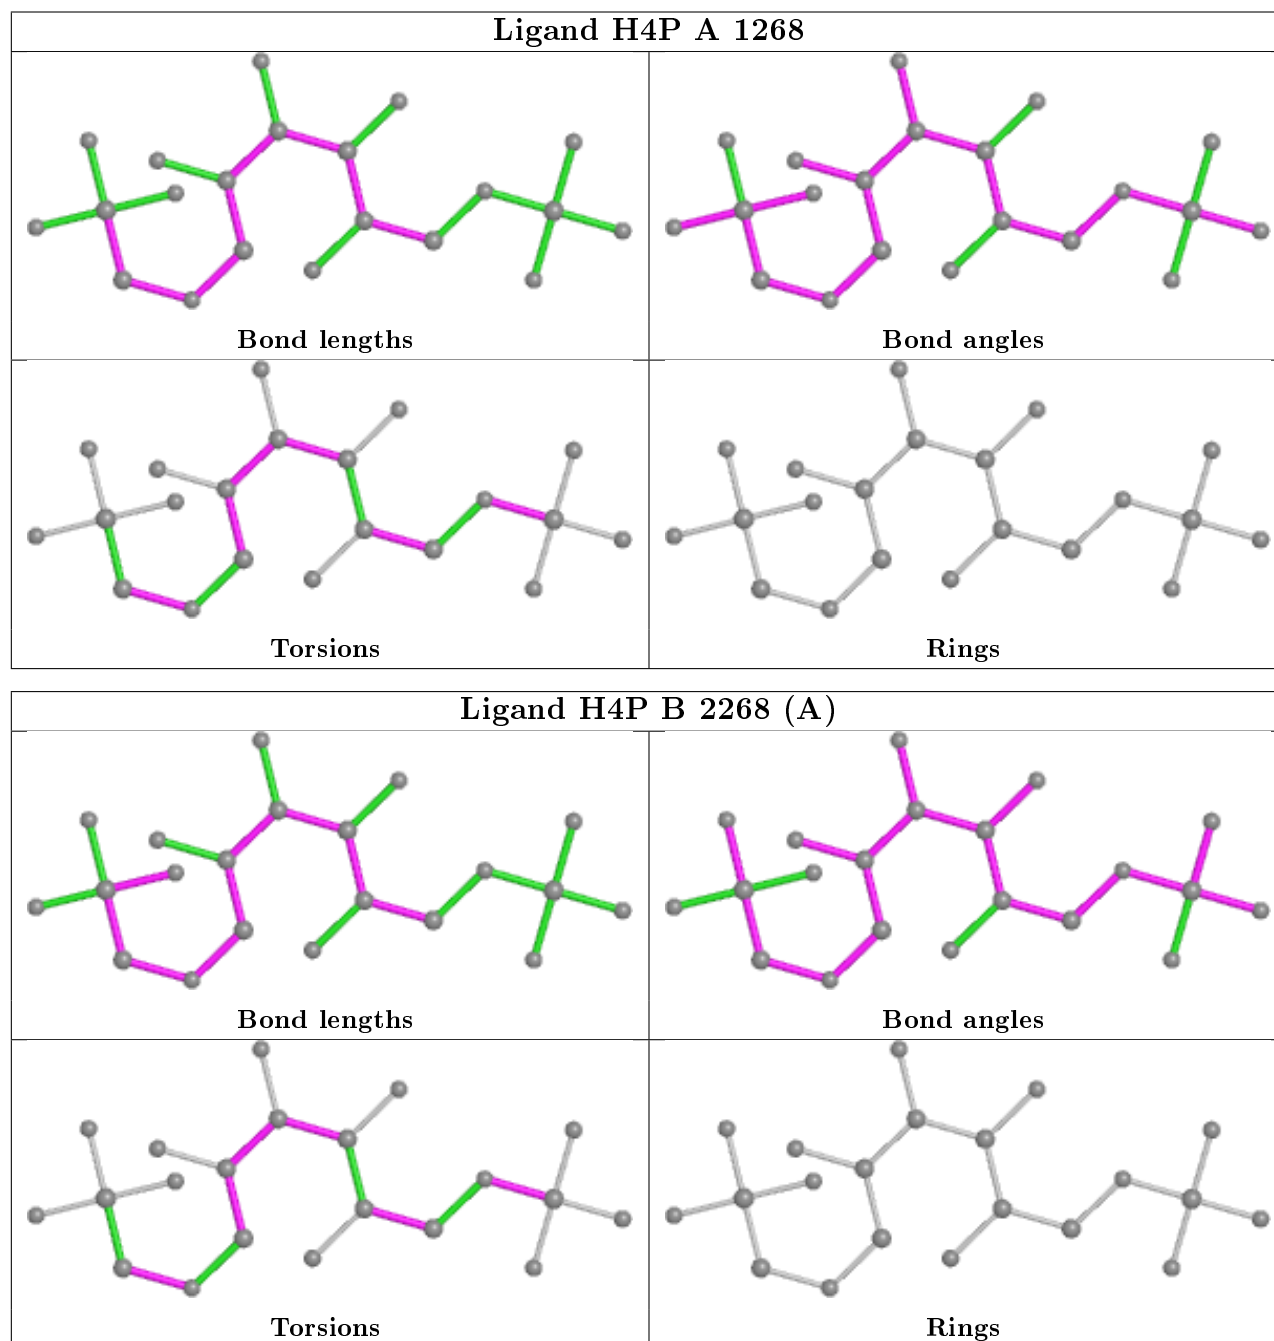 Ligand H4P A 1268
Bond lengths
Bond angles
Torsions
Rings
Ligand H4P B 2268 (A)
Bond lengths
Bond angles
Torsions
Rings